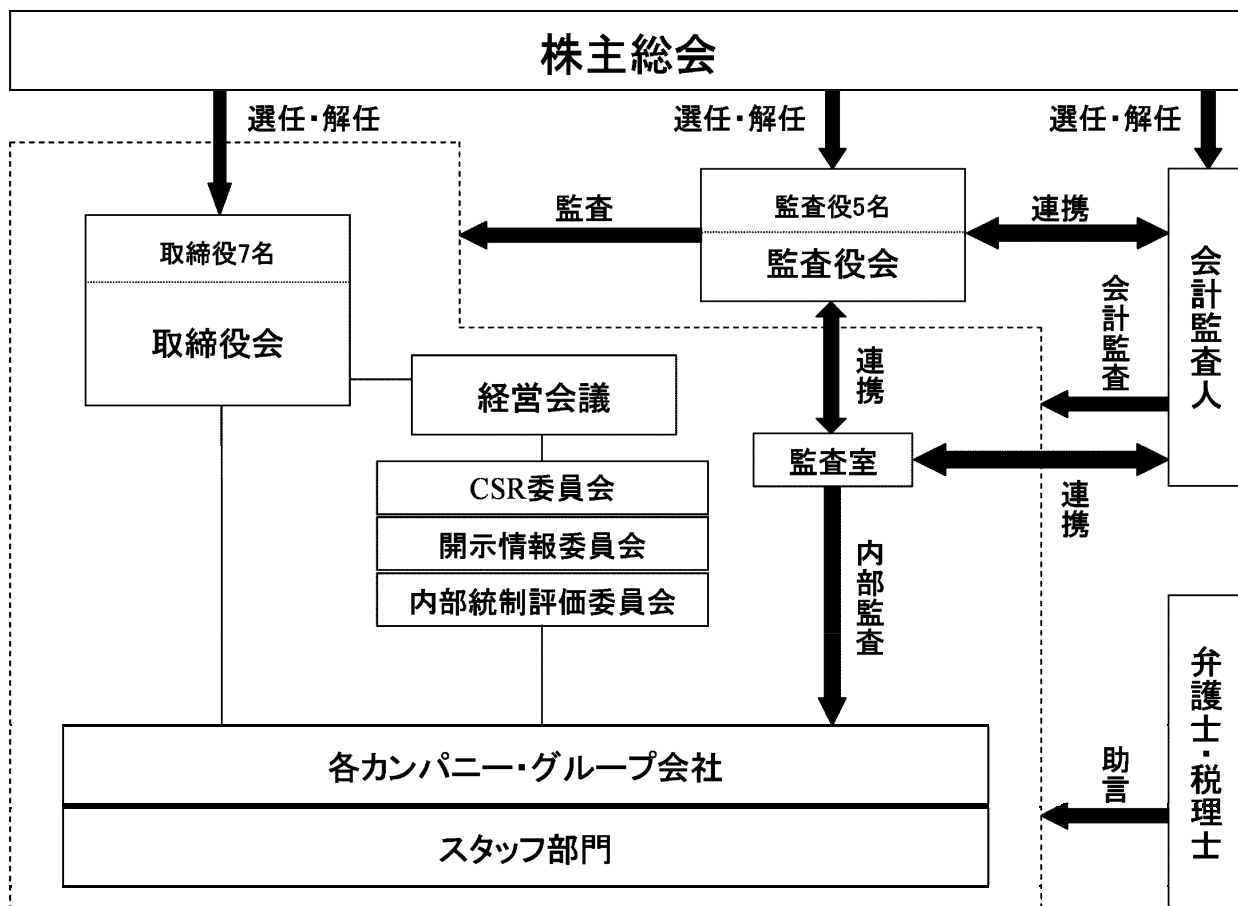 株主総会
選任・解任
選任・解任
選任・解任
監査役5名
監査役会
監査
連携
取締役7名
取締役会
会計監査人
会計監査
経営会議
連携
監査室
連携
CSR委員会
開示情報委員会
内部統制評価委員会
内部監査
弁護士・税理士
助言
各カンパニー・グループ会社
スタッフ部門